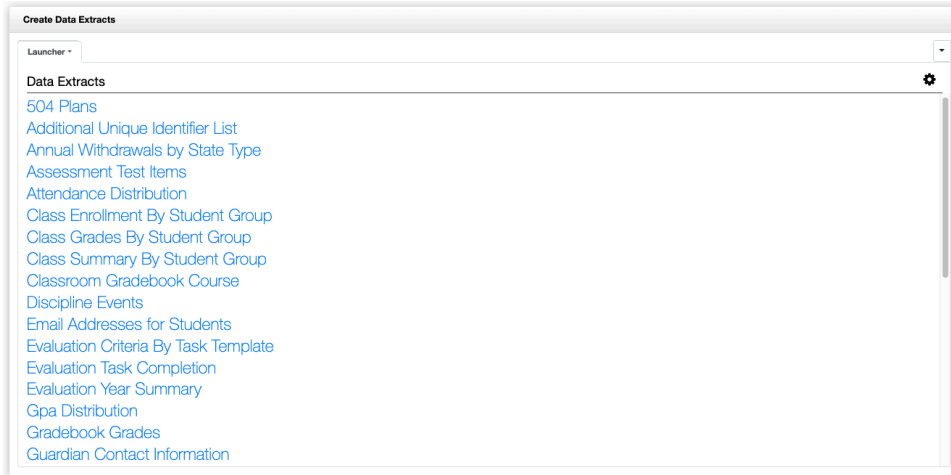 Create Data Extracts
Launcher
Data Extracts
504 Plans
Additional Unique Identifier List
Annual Withdrawals by State Type
Assessment Test Items
Attendance Distribution
Class Enrollment By Student Group
Class Grades By Student Group
Class Summary By Student Group
Classroom Gradebook Course
Discipline Events
Email Addresses for Students
Evaluation Criteria By Task Template
Evaluation Task Completion
Evaluation Year Summary
Gpa Distribution
Gradebook Grades
Guardian Contact Information